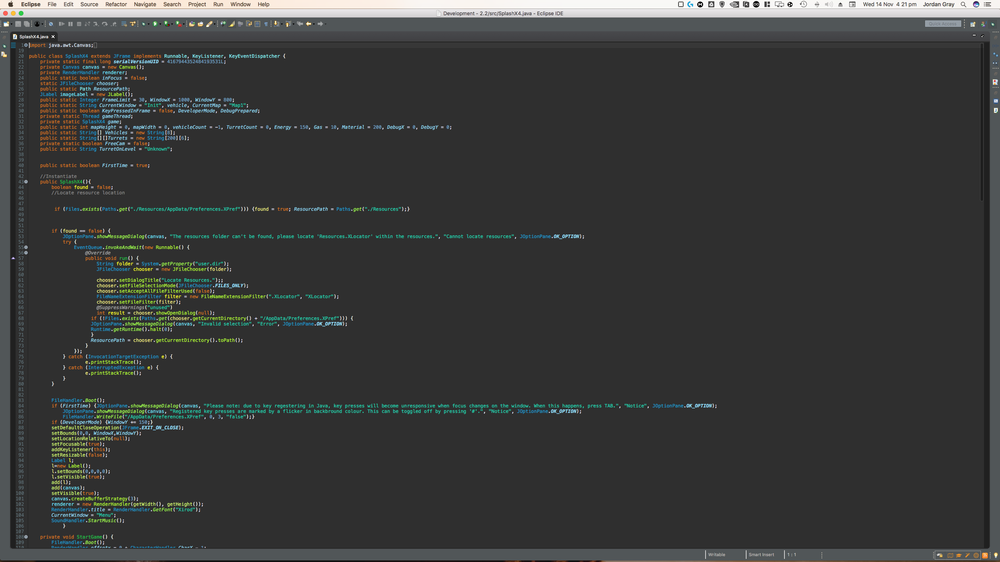 Eclipse File Edit Source Refactor Navigate Search Project Run Window Help Wed 14 Nov 4 21 pm Jordan Gray
Development - 2.2/src/SplashX4.java - Eclipse IDE
Quick Access
SplashX4.java
1 import java.awt.Canvas;
19
20 public class SplashX4 extends JFrame implements Runnable, KeyListener, KeyEventDispatcher {
21 private static final long serialVersionUID = 4167944352484193531L;
22 private Canvas canvas = new Canvas();
23 private RenderHandler renderer;
24 public static boolean inFocus = false;
25 static JFileChooser chooser;
26 public static Path ResourcePath;
27 JLabel imageLabel = new JLabel();
28 public static Integer FrameLimit = 30, WindowX = 1000, WindowY = 800;
29 public static String CurrentWindow = "Init", vehicle, CurrentMap = "Map1";
30 public static boolean KeyPressedInFrame = false, DeveloperMode, DebugPrepared;
31 private static Thread gameThread;
32 private static SplashX4 game;
33 public static int mapHeight = 0, mapWidth = 0, vehicleCount = -1, TurretCount = 0, Energy = 150, Gas = 10, Material = 200, DebugX = 0, DebugY = 0;
34 public static String[] Vehicles = new String[8];
35 public static String[][]Turrets = new String[200][6];
36 private static boolean FreeCam = false;
37 public static String TurretOnLevel = "Unknown";
38
39
40 public static boolean FirstTime = true;
41
42 //Instantiate
43 public SplashX4(){
44 boolean found = false;
45 //Locate resource location
46
47
48 if (Files.exists(Paths.get("./Resources/AppData/Preferences.XPref"))) {found = true; ResourcePath = Paths.get("./Resources");}
49
50
51
52 if (found == false) {
53 JOptionPane.showMessageDialog(canvas, "The resources folder can't be found, please locate 'Resources.XLocator' within the resources.", "Cannot locate resources", JOptionPane.OK_OPTION);
54 try {
55 EventQueue.invokeAndWait(new Runnable() {
56 @Override
57 public void run() {
58 String folder = System.getProperty("user.dir");
59 JFileChooser chooser = new JFileChooser(folder);
60
61 chooser.setDialogTitle("Locate Resources.");;
62 chooser.setFileSelectionMode(JFileChooser.FILES_ONLY);
63 chooser.setAcceptAllFileFilterUsed(false);
64 FileNameExtensionFilter filter = new FileNameExtensionFilter(".XLocator", "XLocator");
65 chooser.setFileFilter(filter);
66 @SuppressWarnings("unused")
67 int result = chooser.showOpenDialog(null);
68 if (!Files.exists(Paths.get(chooser.getCurrentDirectory() + "/AppData/Preferences.XPref"))) {
69 JOptionPane.showMessageDialog(canvas, "Invalid selection", "Error", JOptionPane.OK_OPTION);
70 Runtime.getRuntime().halt(0);
71 }
72 ResourcePath = chooser.getCurrentDirectory().toPath();
73 }
74 });
75 } catch (InvocationTargetException e) {
76 e.printStackTrace();
77 } catch (InterruptedException e) {
78 e.printStackTrace();
79 }
80 }
81
82
83 FileHandler.Boot();
84 if (FirstTime) {JOptionPane.showMessageDialog(canvas, "Please note: due to key regestering in Java, key presses will become unresponsive when focus changes on the window. When this happens, press TAB.", "Notice", JOptionPane.OK_OPTION);
85 JOptionPane.showMessageDialog(canvas, "Registered key presses are marked by a flicker in backbround colour. This can be toggled off by pressing '#'.", "Notice", JOptionPane.OK_OPTION);
86 FileHandler.WriteFile("/AppData/Preferences.XPref", 0, 3, "false");}
87 if (DeveloperMode) {WindowY += 150;}
88 setDefaultCloseOperation(JFrame.EXIT_ON_CLOSE);
89 setBounds(0,0, WindowX,WindowY);
90 setLocationRelativeTo(null);
91 setFocusable(true);
92 addKeyListener(this);
93 setResizable(false);
94 Label l;
95 l=new Label();
96 l.setBounds(0,0,0,0);
97 l.setVisible(true);
98 add(l);
99 add(canvas);
100 setVisible(true);
101 canvas.createBufferStrategy(3);
102 renderer = new RenderHandler(getWidth(), getHeight());
103 RenderHandler.title = RenderHandler.GetFont("Xirod");
104 CurrentWindow = "Menu";
105 SoundHandler.StartMusic();
106 }
107
108 private void StartGame() {
109 FileHandler.Boot();
110 RenderHandler.offsetx = 0 + CharacterHandler.CharX - 1;
Writable Smart Insert 1 : 1